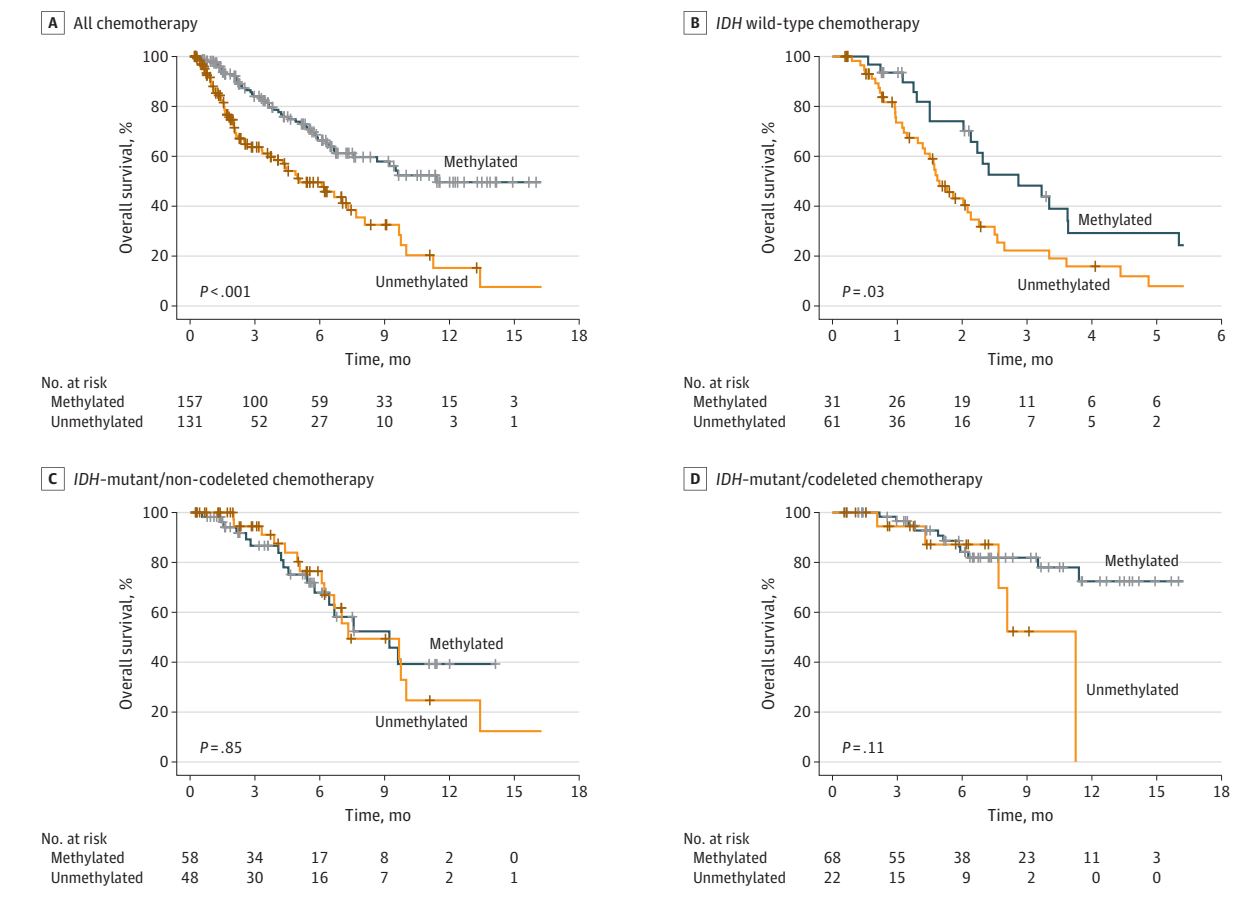 A All chemotherapy
Overall survival, %
100
80
60
40
20
0
Methylated
Unmethylated
P < .001
0 3 6 9 12 15 18
Time, mo
No. at risk
Methylated 157 100 59 33 15 3
Unmethylated 131 52 27 10 3 1
B IDH wild-type chemotherapy
Overall survival, %
100
80
60
40
20
0
Methylated
Unmethylated
P = .03
0 1 2 3 4 5 6
Time, mo
No. at risk
Methylated 31 26 19 11 6 6
Unmethylated 61 36 16 7 5 2
C IDH-mutant/non-codeleted chemotherapy
Overall survival, %
100
80
60
40
20
0
Methylated
Unmethylated
P = .85
0 3 6 9 12 15 18
Time, mo
No. at risk
Methylated 58 34 17 8 2 0
Unmethylated 48 30 16 7 2 1
D IDH-mutant/codeleted chemotherapy
Overall survival, %
100
80
60
40
20
0
Methylated
Unmethylated
P = .11
0 3 6 9 12 15 18
Time, mo
No. at risk
Methylated 68 55 38 23 11 3
Unmethylated 22 15 9 2 0 0